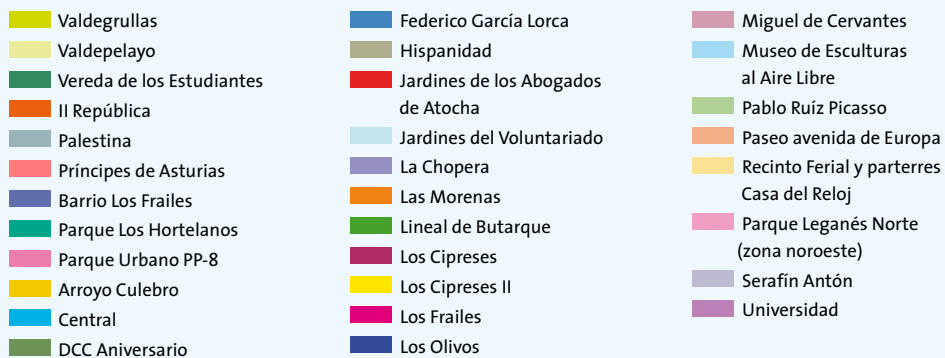 Valdegrullas
Valdepelayo
Vereda de los Estudiantes
II República
Palestina
Príncipes de Asturias
Barrio Los Frailes
Parque Los Hortelanos
Parque Urbano PP-8
Arroyo Culebro
Central
DCC Aniversario
Federico García Lorca
Hispanidad
Jardines de los Abogados
de Atocha
Jardines del Voluntariado
La Chopera
Las Morenas
Lineal de Butarque
Los Cipreses
Los Cipreses II
Los Frailes
Los Olivos
Miguel de Cervantes
Museo de Esculturas
al Aire Libre
Pablo Ruíz Picasso
Paseo avenida de Europa
Recinto Ferial y parterres
Casa del Reloj
Parque Leganés Norte
(zona noroeste)
Serafín Antón
Universidad